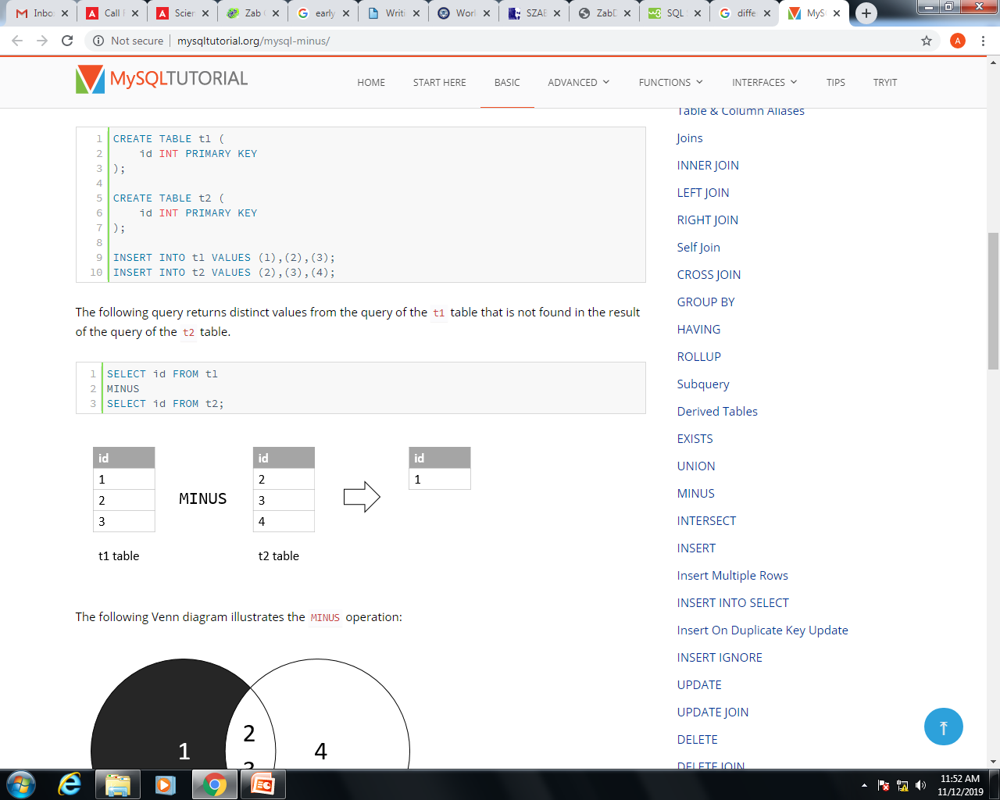 Inbo
Call
Scien
Zab
early
Writi
Worl
SZAB
ZabD
SQL
diffe
MyS
Not secure | mysqltutorial.org/mysql-minus/
A
MySQLTUTORIAL
HOME START HERE BASIC ADVANCED FUNCTIONS INTERFACES TIPS TRYIT
1 CREATE TABLE t1 (
2 id INT PRIMARY KEY
3 );
4
5 CREATE TABLE t2 (
6 id INT PRIMARY KEY
7 );
8
9 INSERT INTO t1 VALUES (1),(2),(3);
10 INSERT INTO t2 VALUES (2),(3),(4);
The following query returns distinct values from the query of the t1 table that is not found in the result
of the query of the t2 table.
1 SELECT id FROM t1
2 MINUS
3 SELECT id FROM t2;
id
1
2
3
t1 table
MINUS
id
2
3
4
t2 table
id
1
The following Venn diagram illustrates the MINUS operation:
1
2
3
4
Table & Column Aliases
Joins
INNER JOIN
LEFT JOIN
RIGHT JOIN
Self Join
CROSS JOIN
GROUP BY
HAVING
ROLLUP
Subquery
Derived Tables
EXISTS
UNION
MINUS
INTERSECT
INSERT
Insert Multiple Rows
INSERT INTO SELECT
Insert On Duplicate Key Update
INSERT IGNORE
UPDATE
UPDATE JOIN
DELETE
DELETE JOIN
11:52 AM
11/12/2019